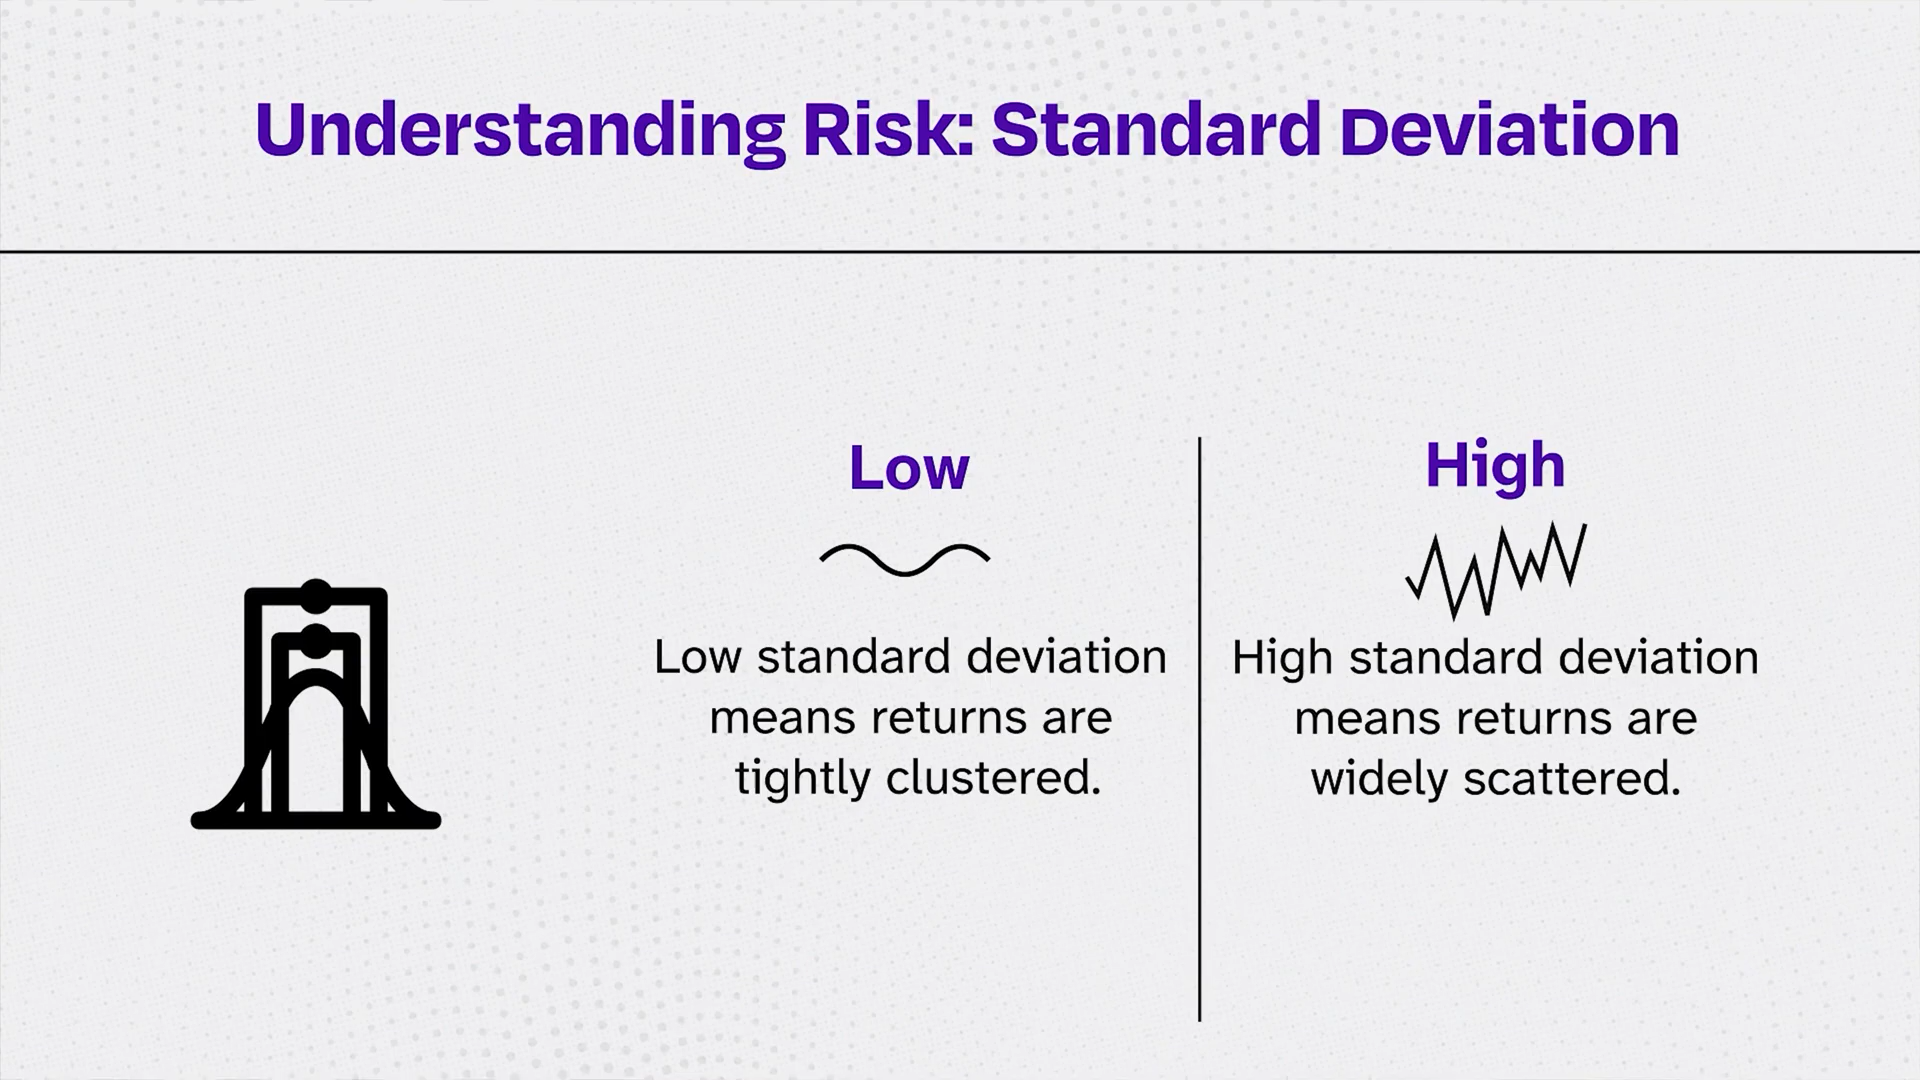 Understanding Risk: Standard Deviation
Low
Low standard deviation
means returns are
tightly clustered.
High
High standard deviation
means returns are
widely scattered.